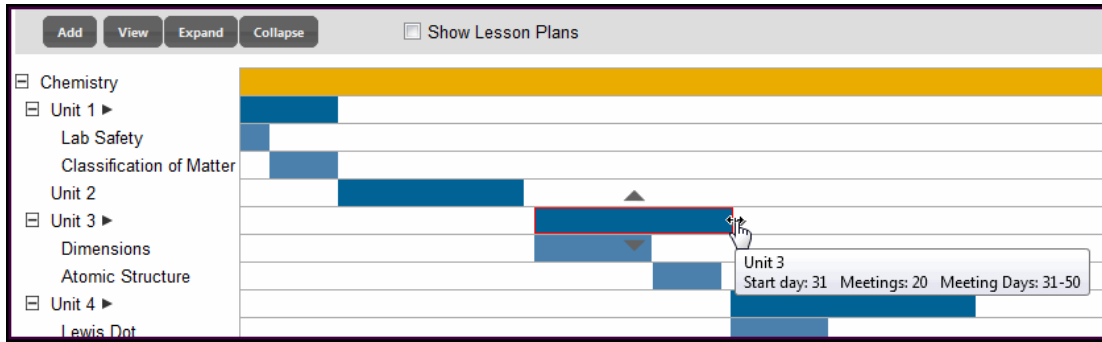 Add View Expand Collapse Show Lesson Plans
Chemistry
Unit 1
Lab Safety
Classification of Matter
Unit 2
Unit 3
Dimensions
Atomic Structure
Unit 3
Start day: 31 Meetings: 20 Meeting Days: 31-50
Unit 4
Lewis Dot